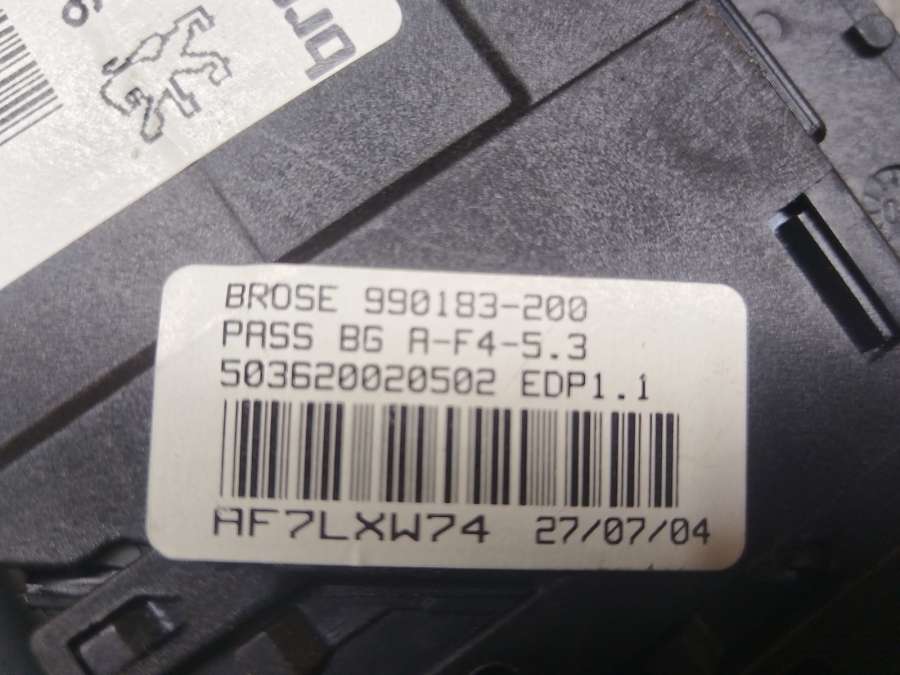 BROSE 990183-200
PASS BG A-F4-5.3
503620020502 EDP1.1
AF7LXW74 27/07/04